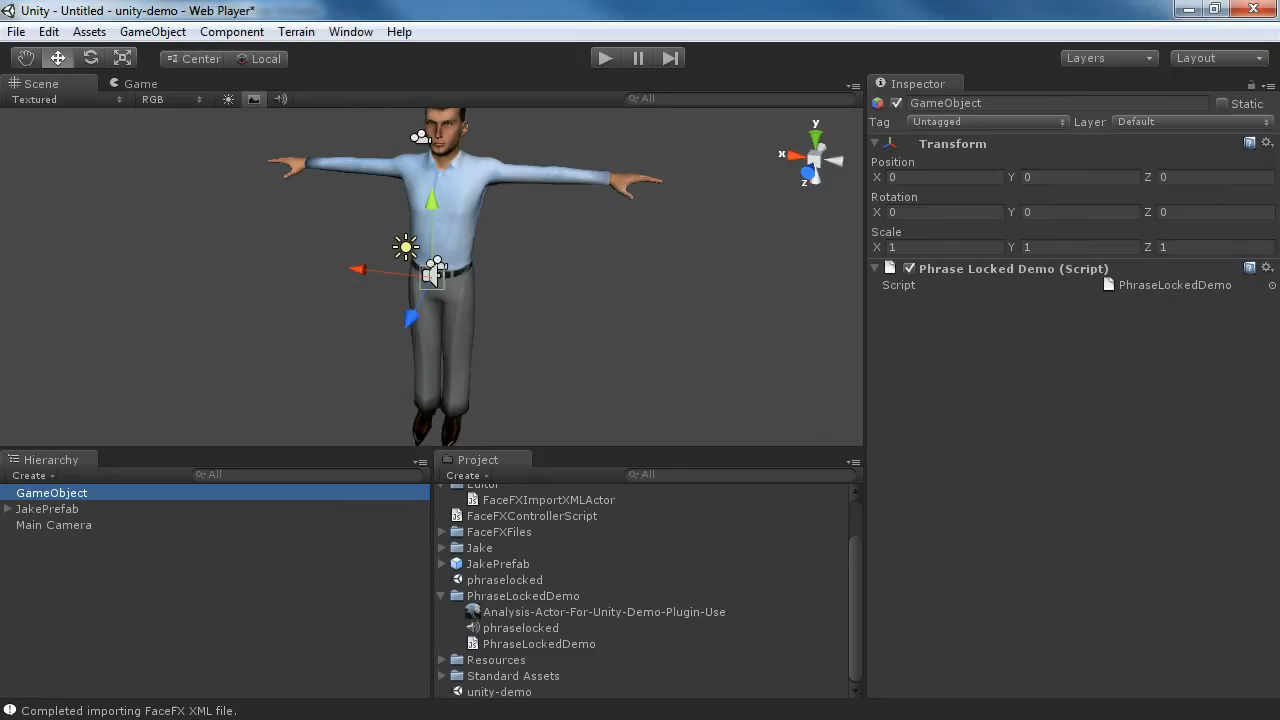 Unity - Untitled - unity-demo - Web Player*
File Edit Assets GameObject Component Terrain Window Help
Center Local Layers Layout
Scene Game
Textured RGB All
x y z
Inspector
GameObject Static
Tag Untagged Layer Default
Transform
Position
X 0 Y 0 Z 0
Rotation
X 0 Y 0 Z 0
Scale
X 1 Y 1 Z 1
Phrase Locked Demo (Script)
Script PhraseLockedDemo
Hierarchy
Create All
GameObject
JakePrefab
Main Camera
Project
Create All
Editor
FaceFXImportXMLActor
FaceFXControllerScript
FaceFXFiles
Jake
JakePrefab
phraselocked
PhraseLockedDemo
Analysis-Actor-For-Unity-Demo-Plugin-Use
phraselocked
PhraseLockedDemo
Resources
Standard Assets
unity-demo
Completed importing FaceFX XML file.